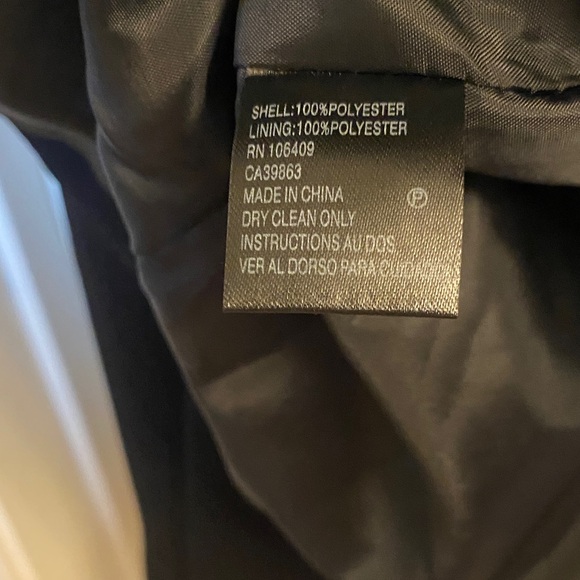 SHELL:100%POLYESTER
LINING:100%POLYESTER
RN 106409
CA39863
MADE IN CHINA
Ⓟ
DRY CLEAN ONLY
INSTRUCTIONS AU DOS
VER AL DORSO PARA CUIDADO